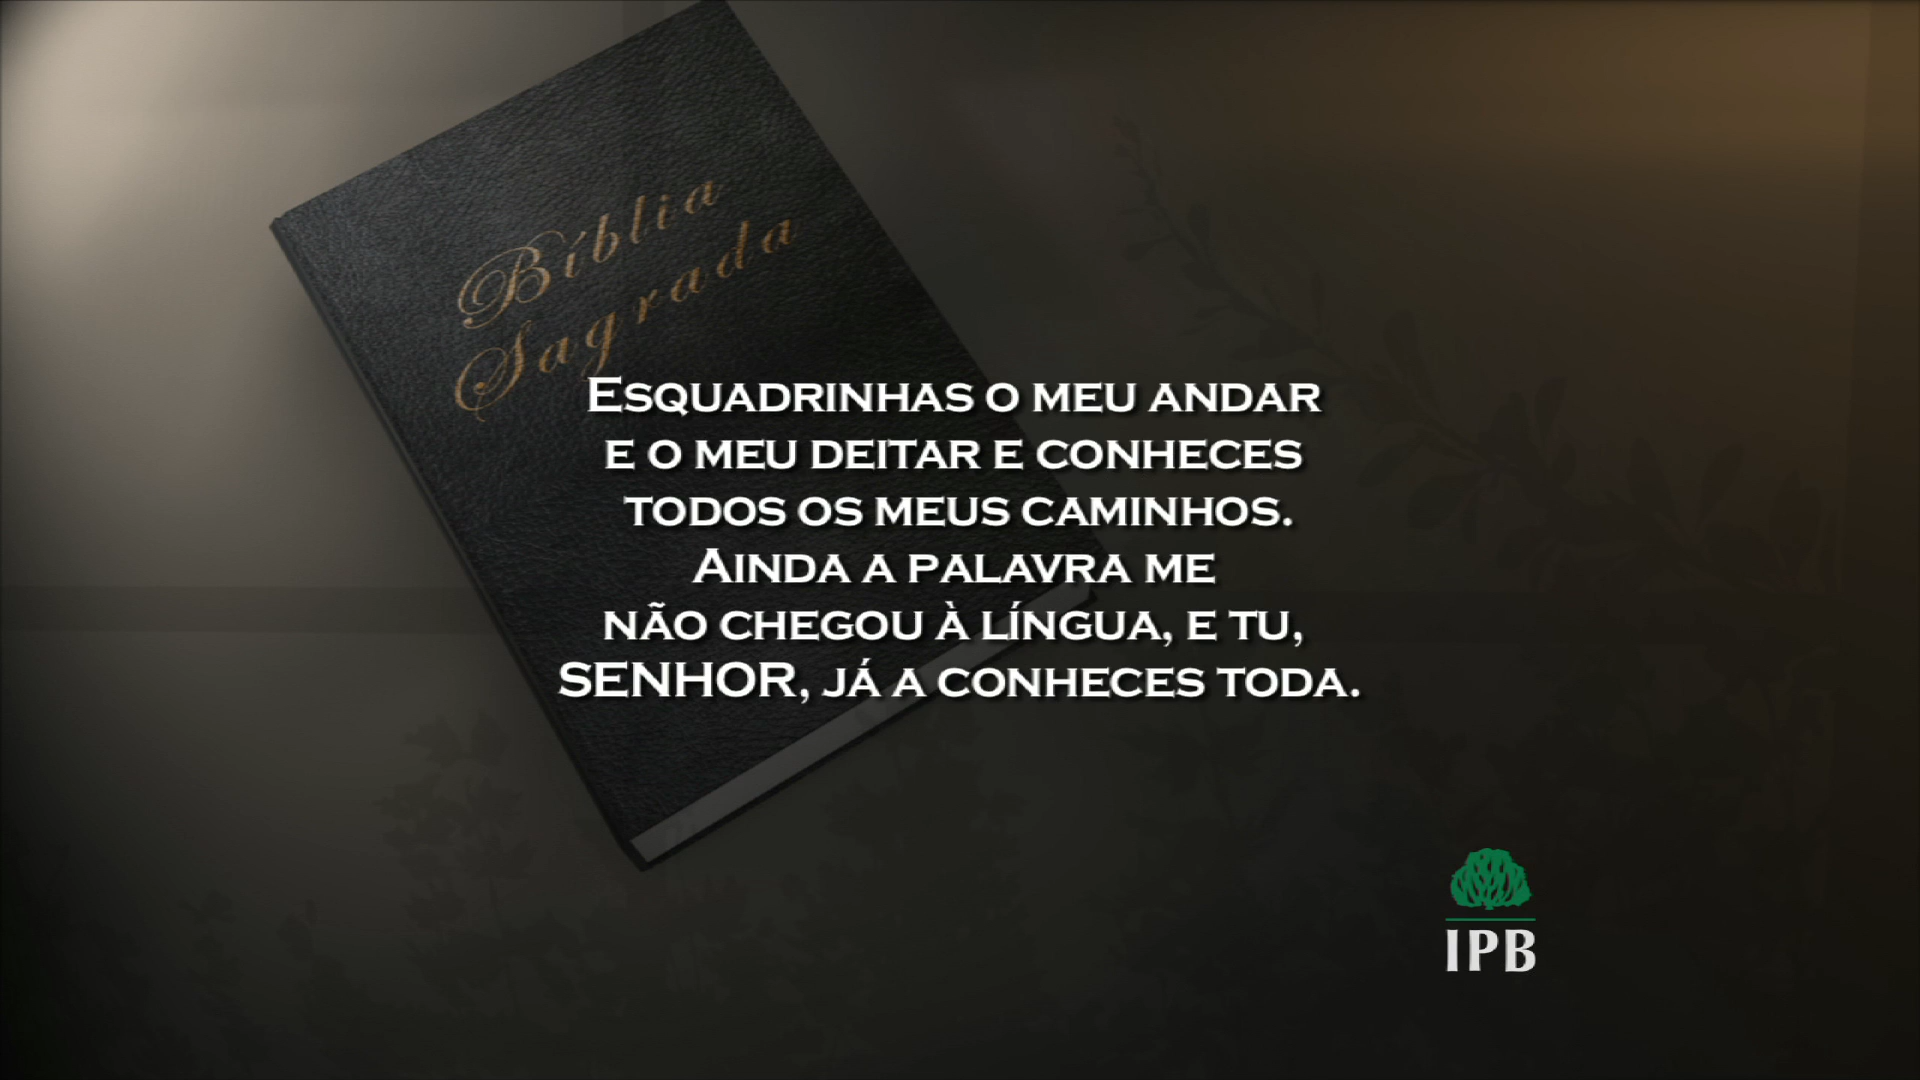 Bíblia
Sagrada
ESQUADRINHAS O MEU ANDAR
E O MEU DEITAR E CONHECES
TODOS OS MEUS CAMINHOS.
AINDA A PALAVRA ME
NÃO CHEGOU À LÍNGUA, E TU,
SENHOR, JÁ A CONHECES TODA.
IPB